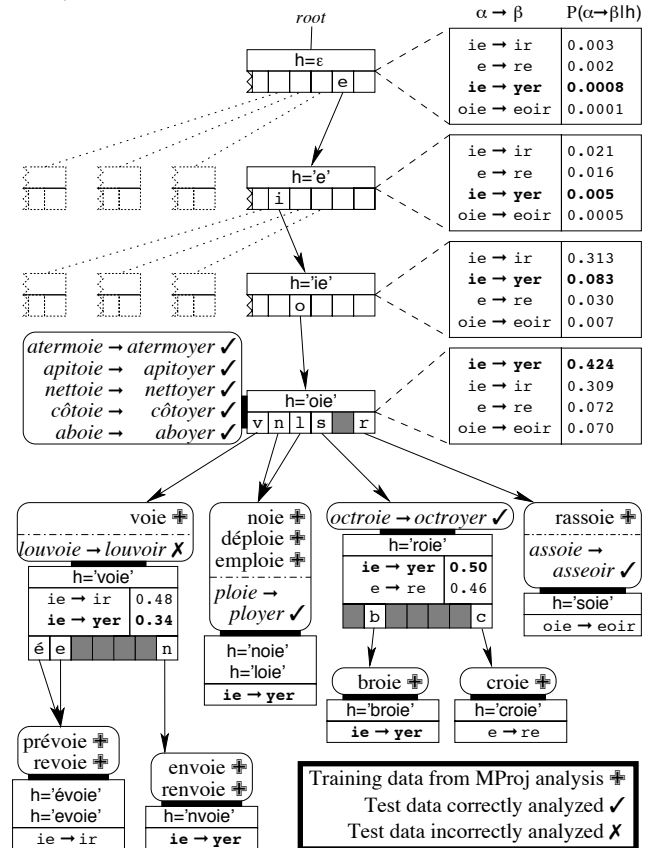 root
α → β P(α→β|h)
h=ε
e
ie → ir 0.003
e → re 0.002
ie → yer 0.0008
oie → eoir 0.0001
h='e'
i
ie → ir 0.021
e → re 0.016
ie → yer 0.005
oie → eoir 0.0005
h='ie'
o
ie → ir 0.313
ie → yer 0.083
e → re 0.030
oie → eoir 0.007
atermoie → atermoyer ✓
apitoie → apitoyer ✓
nettoie → nettoyer ✓
côtoie → côtoyer ✓
aboie → aboyer ✓
h='oie'
v n l s r
ie → yer 0.424
ie → ir 0.309
e → re 0.072
oie → eoir 0.070
voie ✙
louvoie → louvoir ✗
h='voie'
ie → ir 0.48
ie → yer 0.34
é e n
noie ✙
déploie ✙
emploie ✙
ploie →
ployer ✓
h='noie'
h='loie'
ie → yer
octroie → octroyer ✓
h='roie'
ie → yer 0.50
e → re 0.46
b c
rassoie ✙
assoie →
asseoir ✓
h='soie'
oie → eoir
broie ✙
h='broie'
ie → yer
croie ✙
h='croie'
e → re
prévoie ✙
revoie ✙
h='évoie'
h='evoie'
ie → ir
envoie ✙
renvoie ✙
h='nvoie'
ie → yer
Training data from MProj analysis ✙
Test data correctly analyzed ✓
Test data incorrectly analyzed ✗